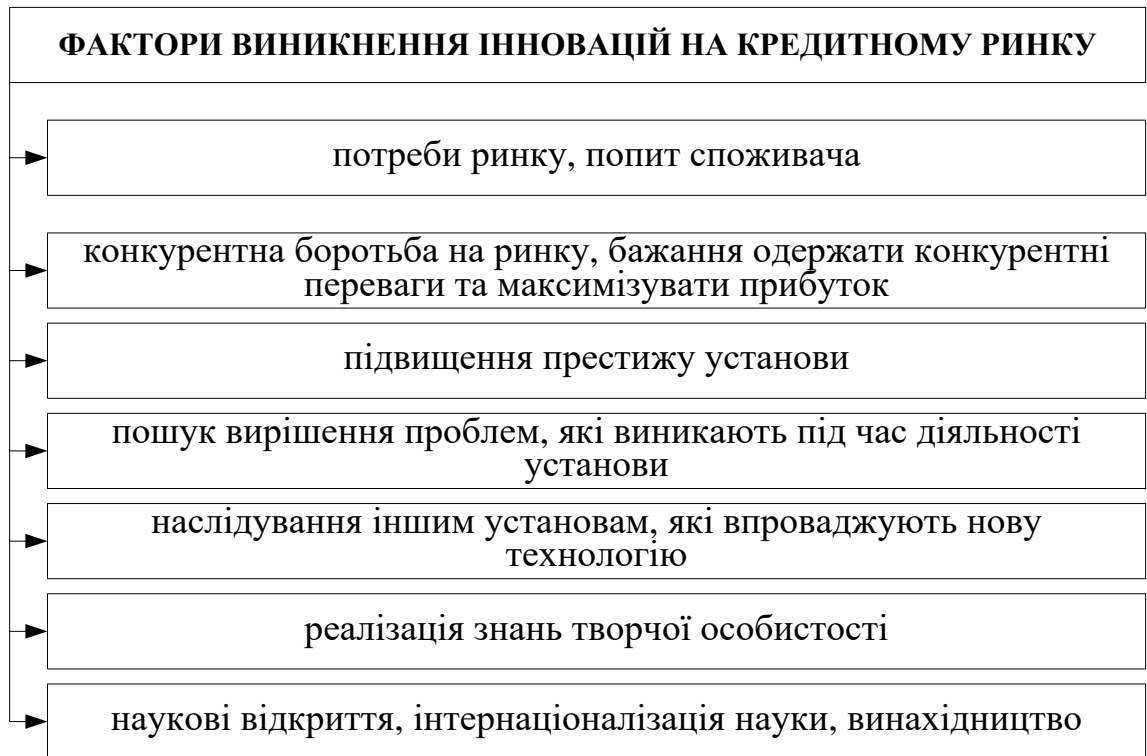 ФАКТОРИ ВИНИКНЕННЯ ІННОВАЦІЙ НА КРЕДИТНОМУ РИНКУ
потреби ринку, попит споживача
конкурентна боротьба на ринку, бажання одержати конкурентні
переваги та максимізувати прибуток
підвищення престижу установи
пошук вирішення проблем, які виникають під час діяльності
установи
наслідування іншим установам, які впроваджують нову
технологію
реалізація знань творчої особистості
наукові відкриття, інтернаціоналізація науки, винахідництво